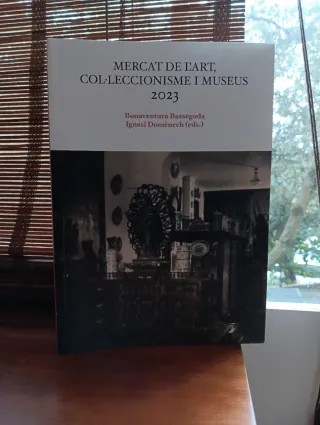 MERCAT DE L'ART,
COL·LECCIONISME I MUSEUS
2023
Bonaventura Bassegoda
Ignasi Domènech (eds.)